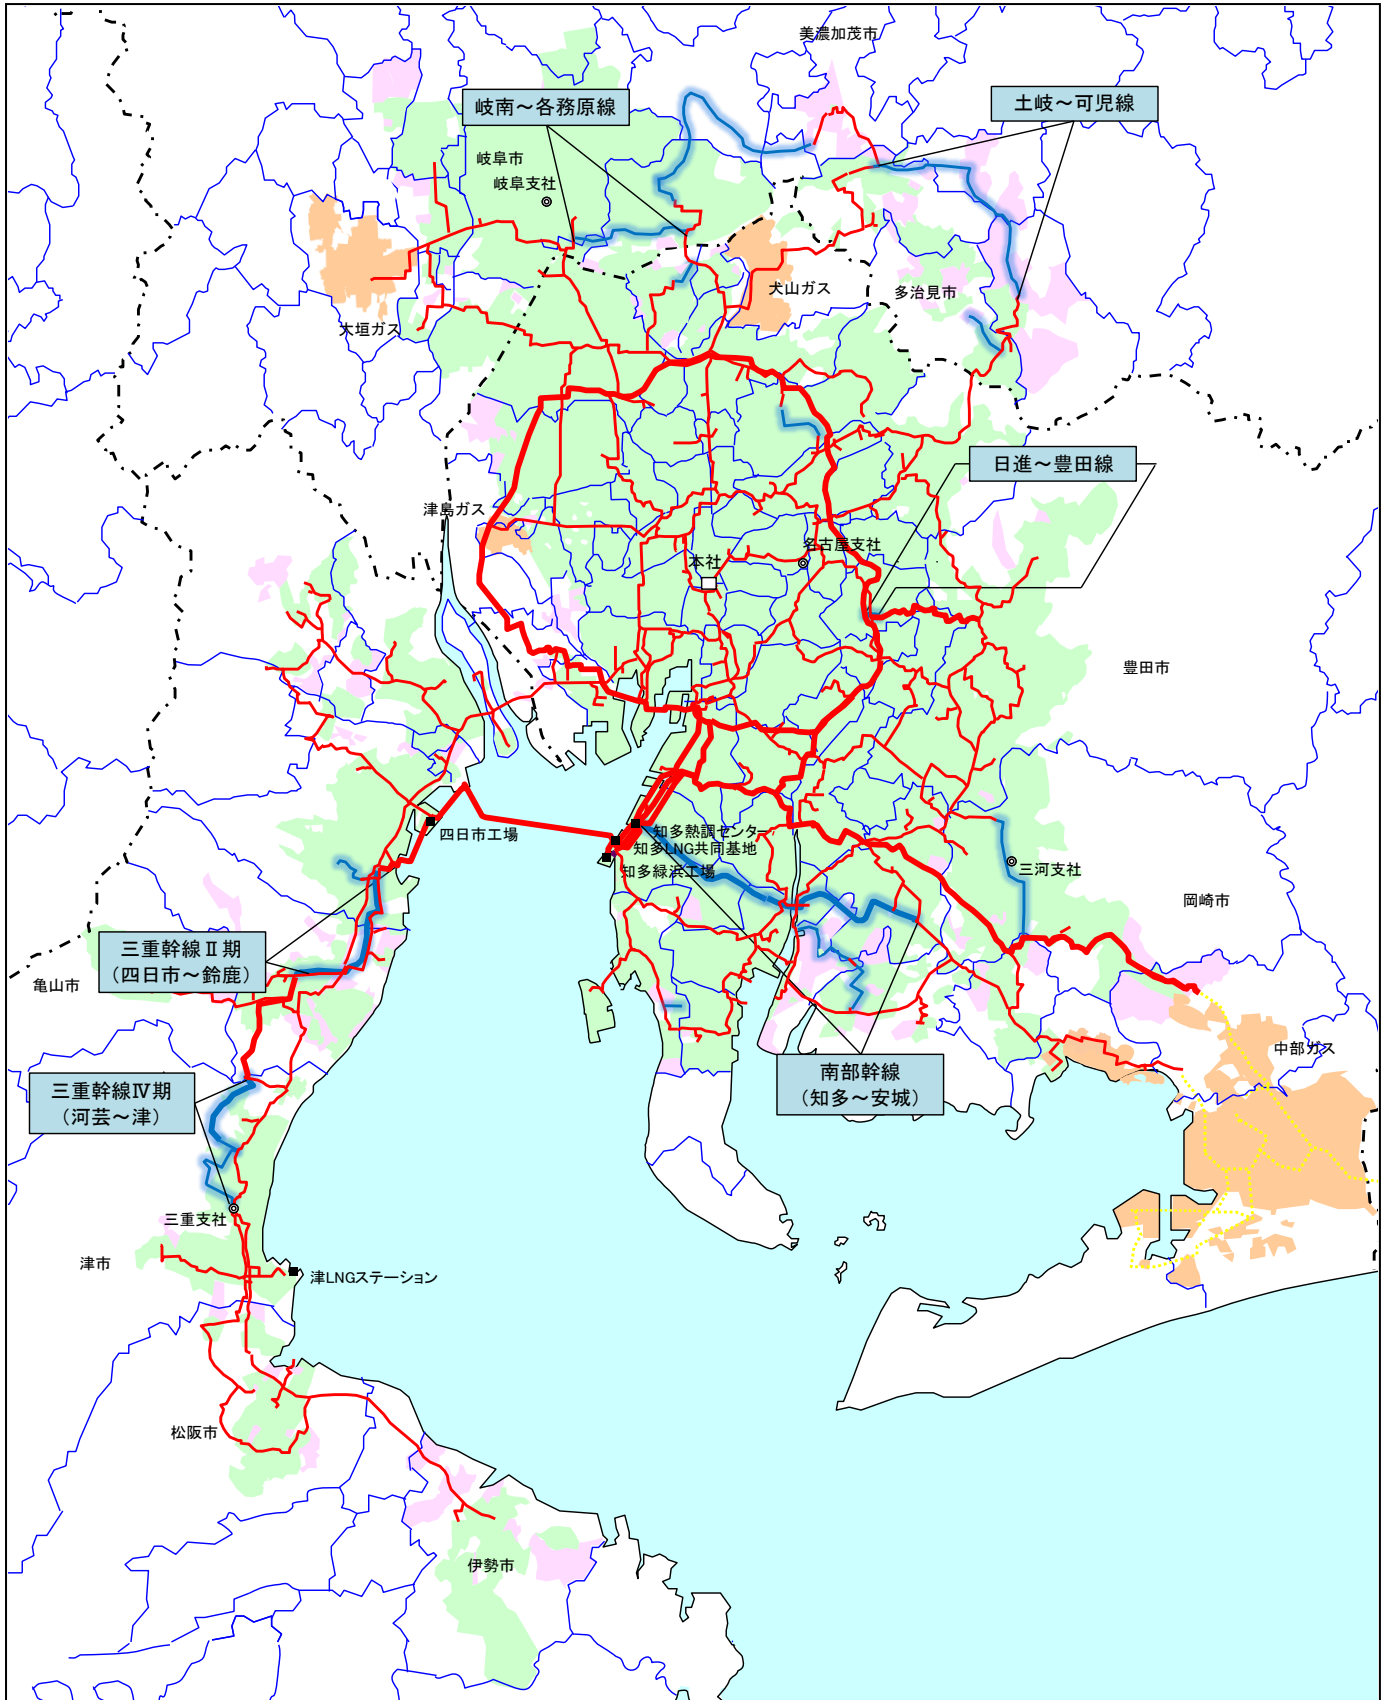 美濃加茂市
岐南～各務原線
土岐～可児線
岐阜市
岐阜支社
犬山ガス
多治見市
大垣ガス
日進～豊田線
津島ガス
名古屋支社
本社
豊田市
四日市工場
知多熱調センター
知多LNG共同基地
知多緑浜工場
三河支社
岡崎市
三重幹線Ⅱ期
（四日市～鈴鹿）
亀山市
中部ガス
南部幹線
（知多～安城）
三重幹線Ⅳ期
（河芸～津）
三重支社
津市
津LNGステーション
松阪市
伊勢市